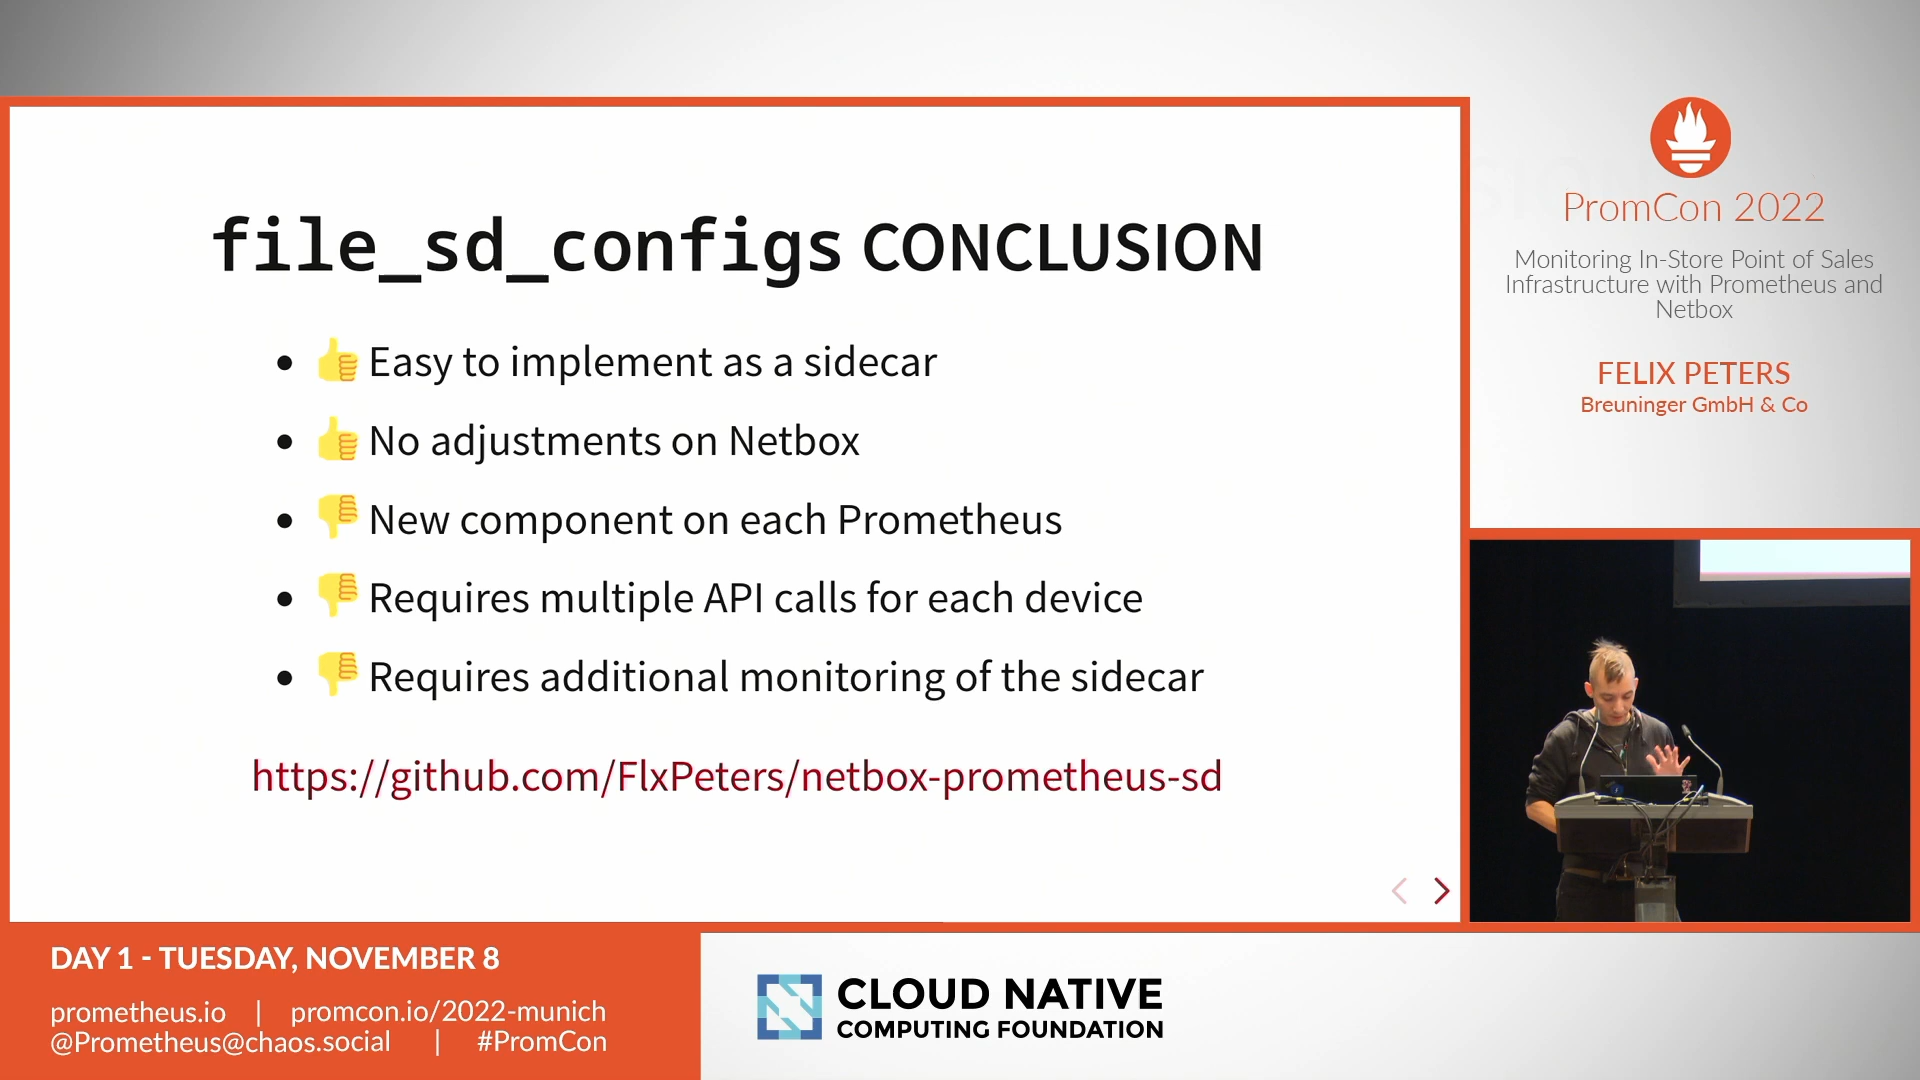 file_sd_configs CONCLUSION
👍 Easy to implement as a sidecar
👍 No adjustments on Netbox
👎 New component on each Prometheus
👎 Requires multiple API calls for each device
👎 Requires additional monitoring of the sidecar
https://github.com/FlxPeters/netbox-prometheus-sd
PromCon 2022
Monitoring In-Store Point of Sales
Infrastructure with Prometheus and
Netbox
FELIX PETERS
Breuninger GmbH & Co
DAY 1 - TUESDAY, NOVEMBER 8
prometheus.io | promcon.io/2022-munich
@Prometheus@chaos.social | #PromCon
CLOUD NATIVE
COMPUTING FOUNDATION